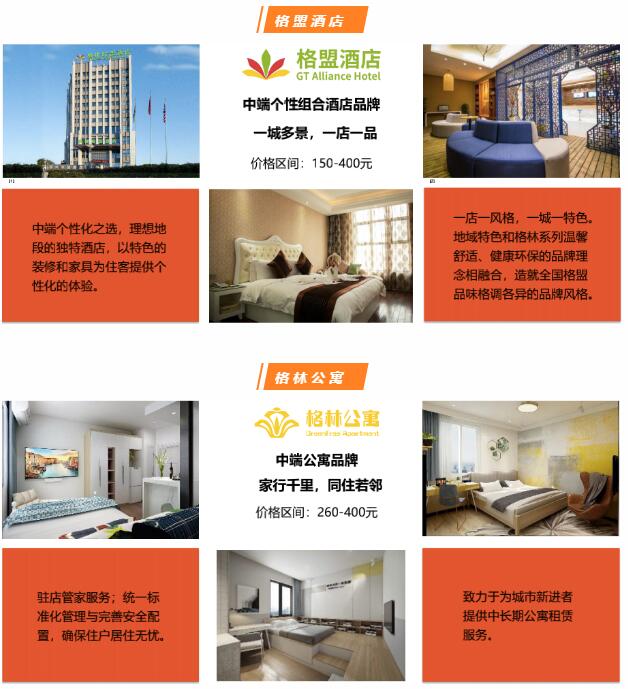 格盟酒店
格盟酒店
GT Alliance Hotel
中端个性组合酒店品牌
一城多景，一店一品
价格区间：150-400元
中端个性化之选，理想地
段的独特酒店，以特色的
装修和家具为住客提供个
性化的体验。
一店一风格，一城一特色。
地域特色和格林系列温馨
舒适、健康环保的品牌理
念相融合，造就全国格盟
品味格调各异的品牌风格。
格林公寓
格林公寓
GreenTree Apartment
中端公寓品牌
家行千里，同住若邻
价格区间：260-400元
驻店管家服务；统一标
准化管理与完善安全配
置，确保住户居住无忧。
致力于为城市新进者
提供中长期公寓租赁
服务。